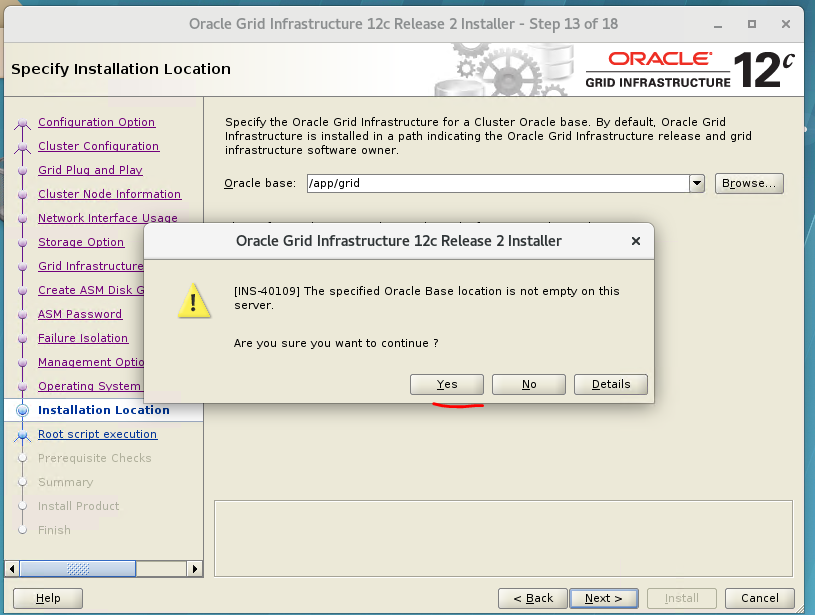 Oracle Grid Infrastructure 12c Release 2 Installer - Step 13 of 18
Specify Installation Location
ORACLE
GRID INFRASTRUCTURE
12c
Configuration Option
Cluster Configuration
Grid Plug and Play
Cluster Node Information
Network Interface Usage
Storage Option
Grid Infrastructure
Create ASM Disk G
ASM Password
Failure Isolation
Management Optio
Operating System
Installation Location
Root script execution
Prerequisite Checks
Summary
Install Product
Finish
Specify the Oracle Grid Infrastructure for a Cluster Oracle base. By default, Oracle Grid
Infrastructure is installed in a path indicating the Oracle Grid Infrastructure release and grid
infrastructure software owner.
Oracle base: /app/grid Browse...
Oracle Grid Infrastructure 12c Release 2 Installer
[INS-40109] The specified Oracle Base location is not empty on this
server.
Are you sure you want to continue ?
Yes No Details
Help < Back Next > Install Cancel